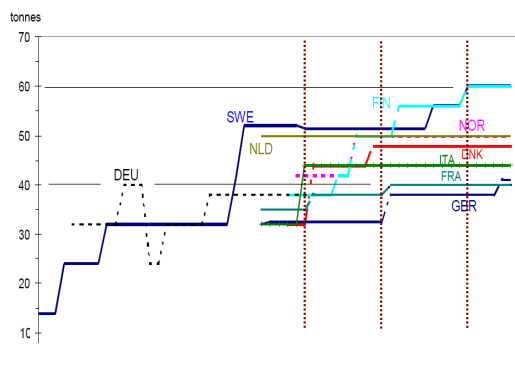 tonnes
70
60
FIN
SWE
NOR
50
NLD
DNK
ITA
DEU
FRA
40
GBR
30
20
10